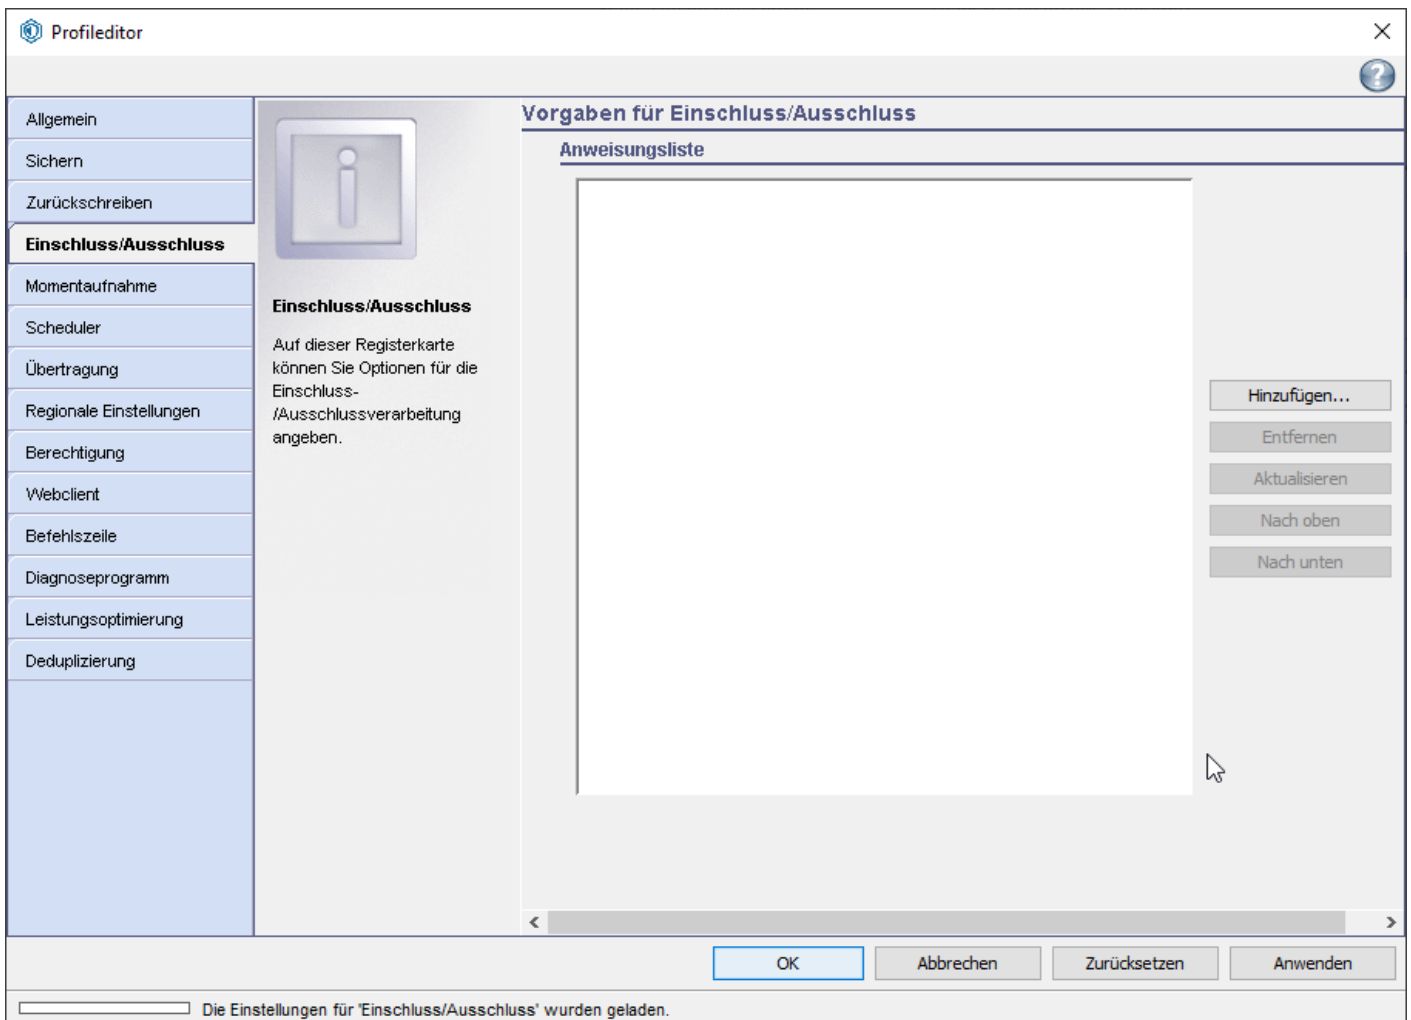 Profileditor
?
Allgemein
Sichern
Zurückschreiben
Einschluss/Ausschluss
Momentaufnahme
Scheduler
Übertragung
Regionale Einstellungen
Berechtigung
Webclient
Befehlszeile
Diagnoseprogramm
Leistungsoptimierung
Deduplizierung
Einschluss/Ausschluss
Auf dieser Registerkarte
können Sie Optionen für die
Einschluss-
/Ausschlussverarbeitung
angeben.
Vorgaben für Einschluss/Ausschluss
Anweisungsliste
Hinzufügen...
Entfernen
Aktualisieren
Nach oben
Nach unten
OK
Abbrechen
Zurücksetzen
Anwenden
Die Einstellungen für 'Einschluss/Ausschluss' wurden geladen.